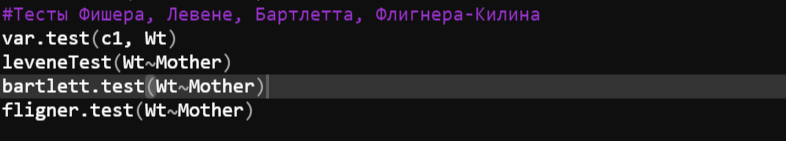 #Тесты Фишера, Левене, Бартлетта, Флигнера-Килина
var.test(c1, Wt)
leveneTest(Wt~Mother)
bartlett.test(Wt~Mother)
fligner.test(Wt~Mother)